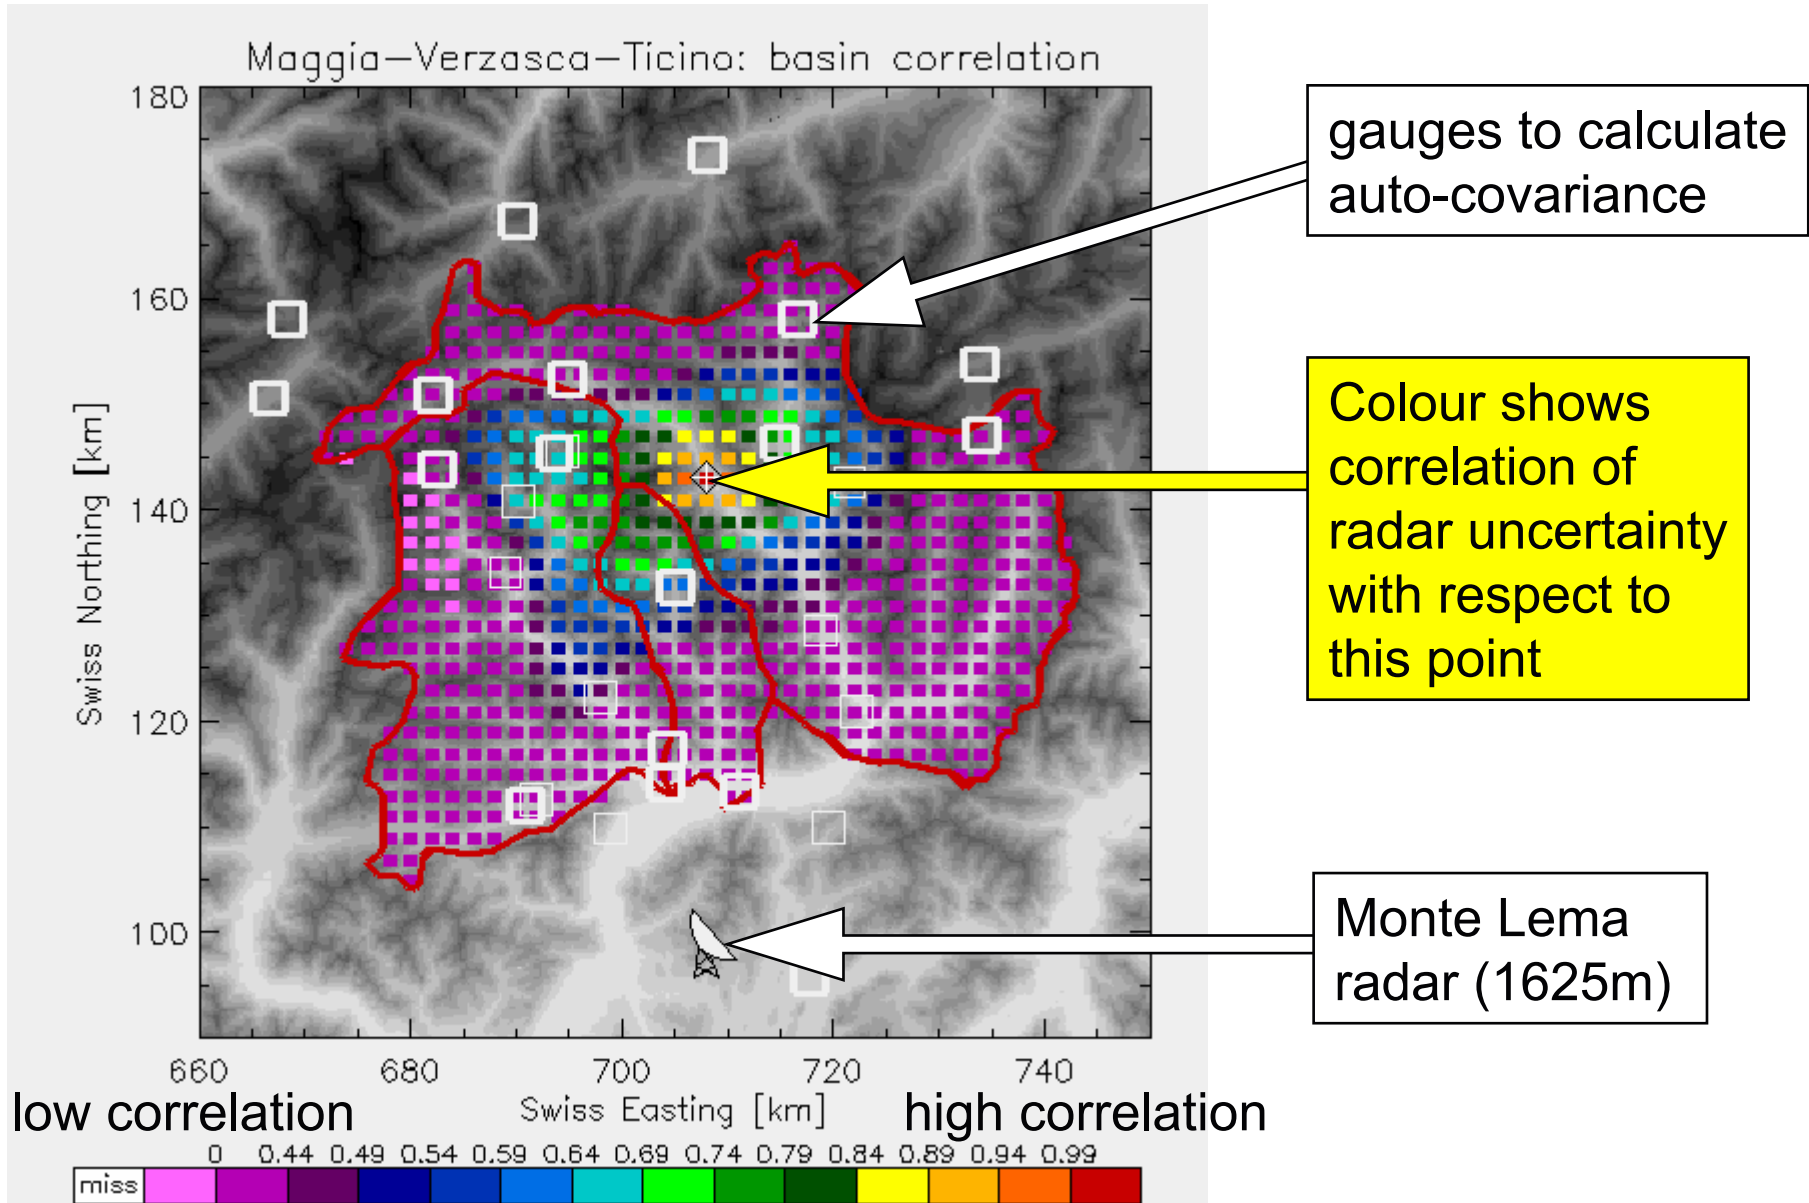 Maggia–Verzasca–Ticino: basin correlation
180
160
140
120
100
Swiss Northing [km]
660 680 700 720 740
Swiss Easting [km]
low correlation
high correlation
0 0.44 0.49 0.54 0.59 0.64 0.69 0.74 0.79 0.84 0.89 0.94 0.99
miss
gauges to calculate
auto-covariance
Colour shows
correlation of
radar uncertainty
with respect to
this point
Monte Lema
radar (1625m)